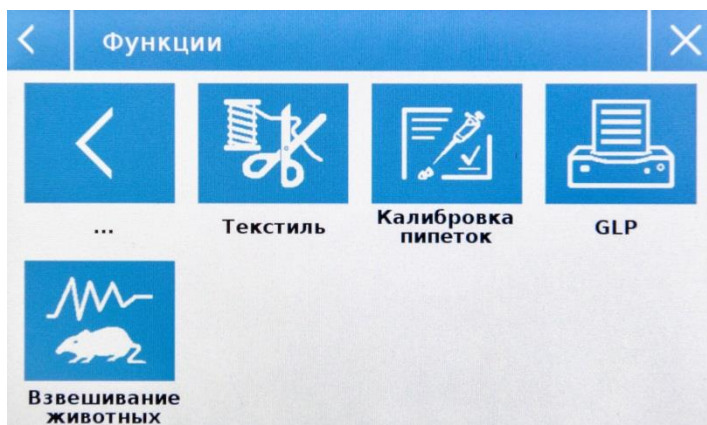 Функции
...
Текстиль
Калибровка
пипеток
GLP
Взвешивание
животных